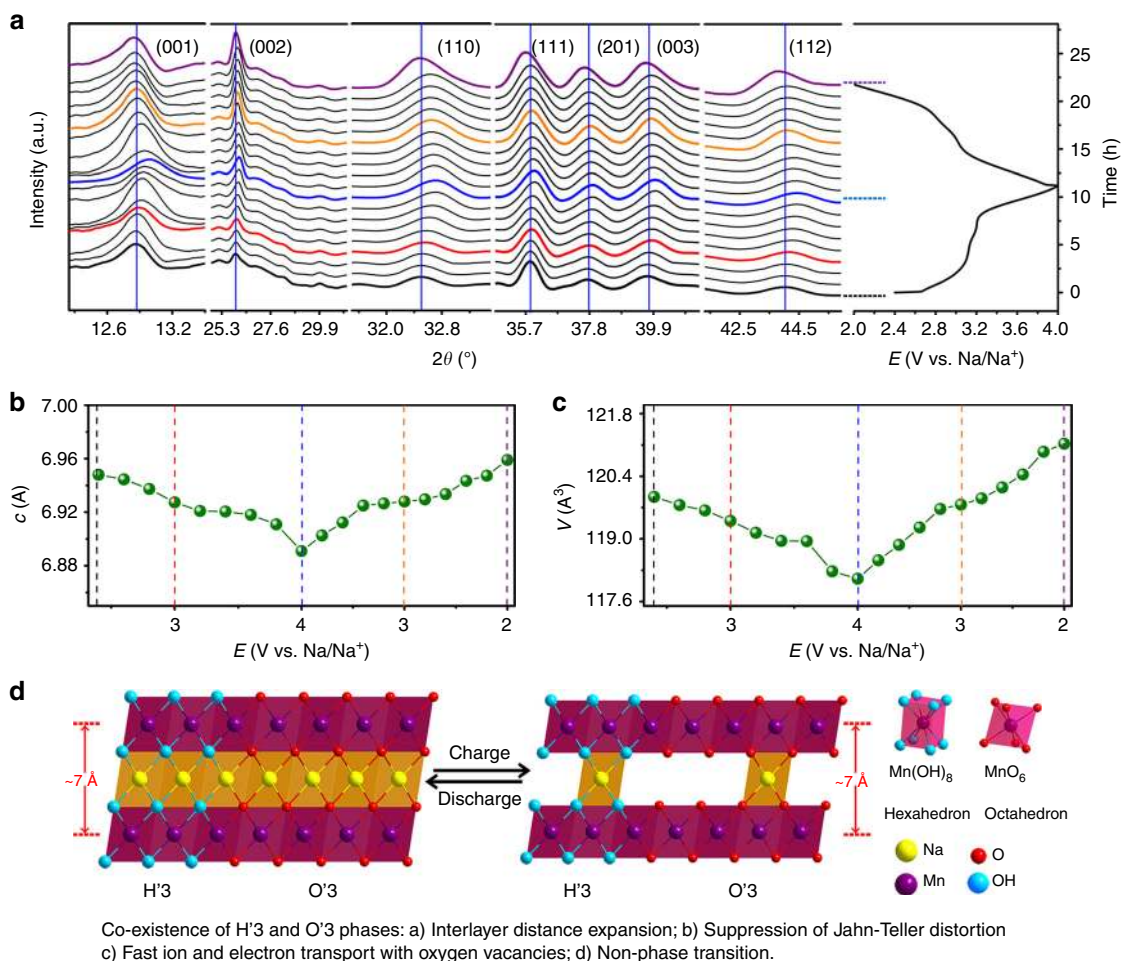 a
(001)
(002)
(110)
(111)
(201)
(003)
(112)
Intensity (a.u.)
25
20
15
10
5
0
Time (h)
12.6 13.2 25.3 27.6 29.9 32.0 32.8 35.7 37.8 39.9 42.5 44.5 2.0 2.4 2.8 3.2 3.6 4.0
2θ (°)
E (V vs. Na/Na⁺)
b
7.00
6.96
6.92
6.88
c (A)
3 4 3 2
E (V vs. Na/Na⁺)
c
121.8
120.4
119.0
117.6
V (A³)
3 4 3 2
E (V vs. Na/Na⁺)
d
~7 Å
Charge
Discharge
~7 Å
H'3 O'3
H'3 O'3
Mn(OH)₈ MnO₆
Hexahedron Octahedron
Na O
Mn OH
Co-existence of H'3 and O'3 phases: a) Interlayer distance expansion; b) Suppression of Jahn-Teller distortion
c) Fast ion and electron transport with oxygen vacancies; d) Non-phase transition.